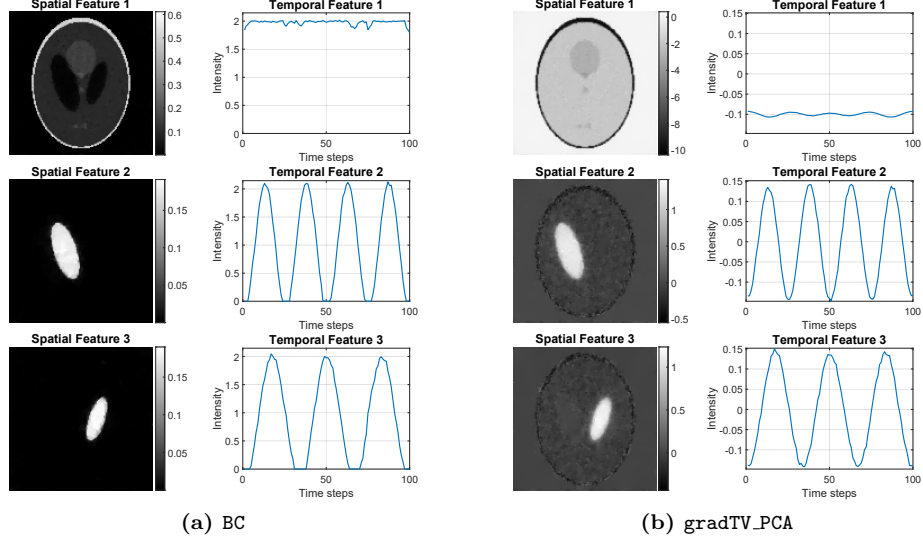 Spatial Feature 1
Temporal Feature 1
Spatial Feature 1
Temporal Feature 1
0.6
0.5
0.4
0.3
0.2
0.1
Intensity
2
1.5
1
0.5
0
0 50 100
Time steps
0
-2
-4
-6
-8
-10
Intensity
0.15
0.1
0.05
0
-0.05
-0.1
0 50 100
Time steps
Spatial Feature 2
Temporal Feature 2
Spatial Feature 2
Temporal Feature 2
0.15
0.1
0.05
Intensity
2
1.5
1
0.5
0
0 50 100
Time steps
1
0.5
0
-0.5
Intensity
0.15
0.1
0.05
0
-0.05
-0.1
0 50 100
Time steps
Spatial Feature 3
Temporal Feature 3
Spatial Feature 3
Temporal Feature 3
0.15
0.1
0.05
Intensity
2
1.5
1
0.5
0
0 50 100
Time steps
1
0.5
0
Intensity
0.15
0.1
0.05
0
-0.05
-0.1
0 50 100
Time steps
(a) BC
(b) gradTV_PCA